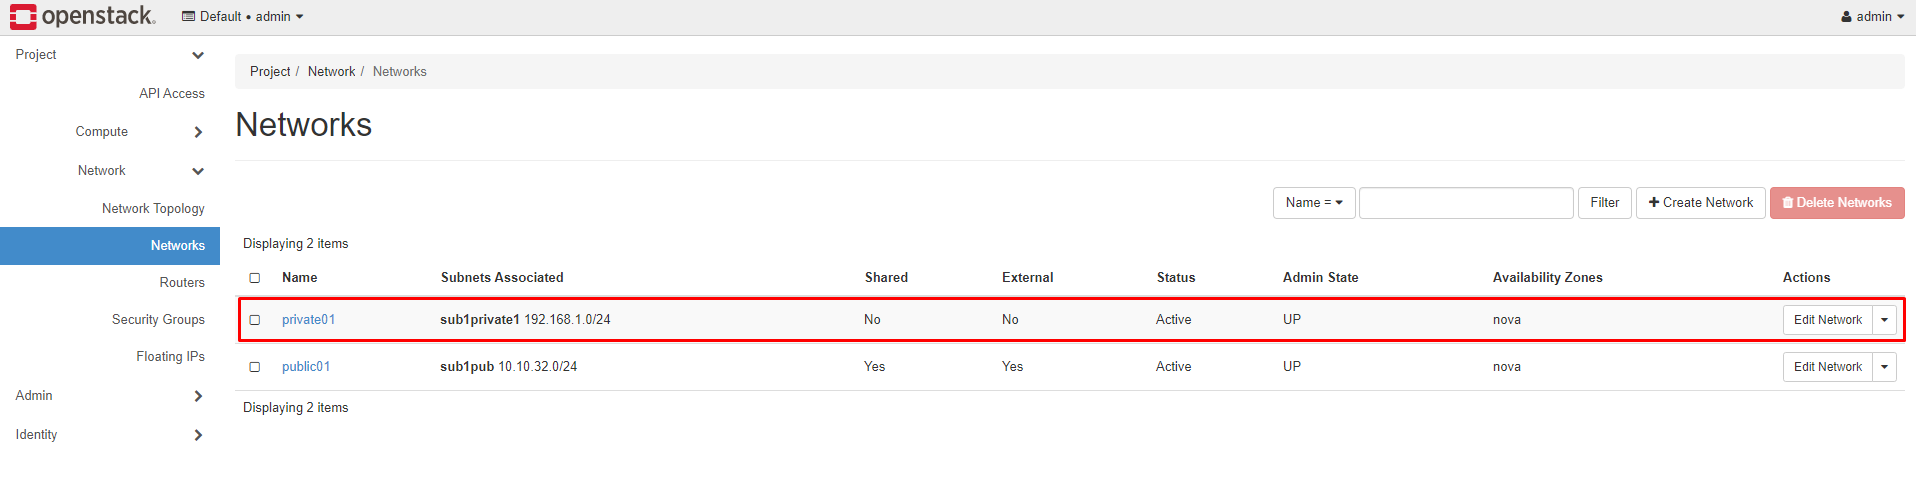 openstack. Default • admin admin
Project
API Access
Compute
Network
Network Topology
Networks
Routers
Security Groups
Floating IPs
Admin
Identity
Project / Network / Networks
Networks
Name = Filter + Create Network Delete Networks
Displaying 2 items
Name Subnets Associated Shared External Status Admin State Availability Zones Actions
private01 sub1private1 192.168.1.0/24 No No Active UP nova Edit Network
public01 sub1pub 10.10.32.0/24 Yes Yes Active UP nova Edit Network
Displaying 2 items